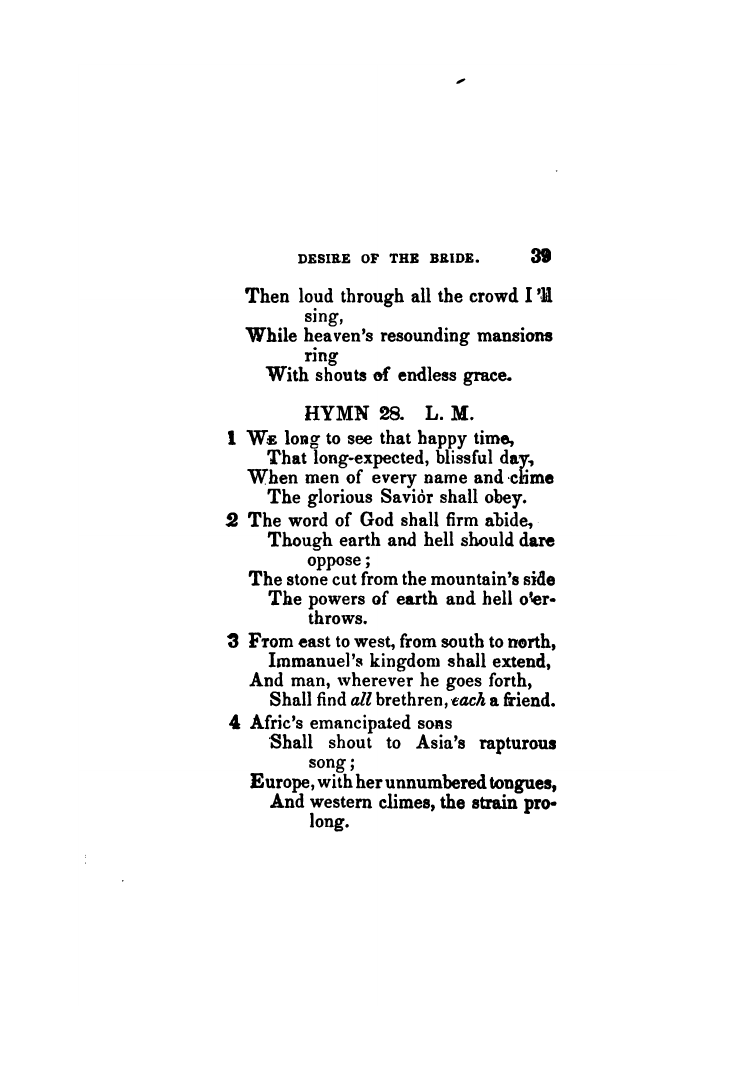 DESIRE OF THE BRIDE. 39
Then loud through all the crowd I'll
sing,
While heaven's resounding mansions
ring
With shouts of endless grace.
HYMN 28. L. M.
1 WE long to see that happy time,
That long-expected, blissful day,
When men of every name and clime
The glorious Savior shall obey.
2 The word of God shall firm abide,
Though earth and hell should dare
oppose;
The stone cut from the mountain's side
The powers of earth and hell o'er-
throws.
3 From east to west, from south to north,
Immanuel's kingdom shall extend,
And man, wherever he goes forth,
Shall find all brethren, each a friend.
4 Afric's emancipated sons
Shall shout to Asia's rapturous
song;
Europe, with her unnumbered tongues,
And western climes, the strain pro-
long.